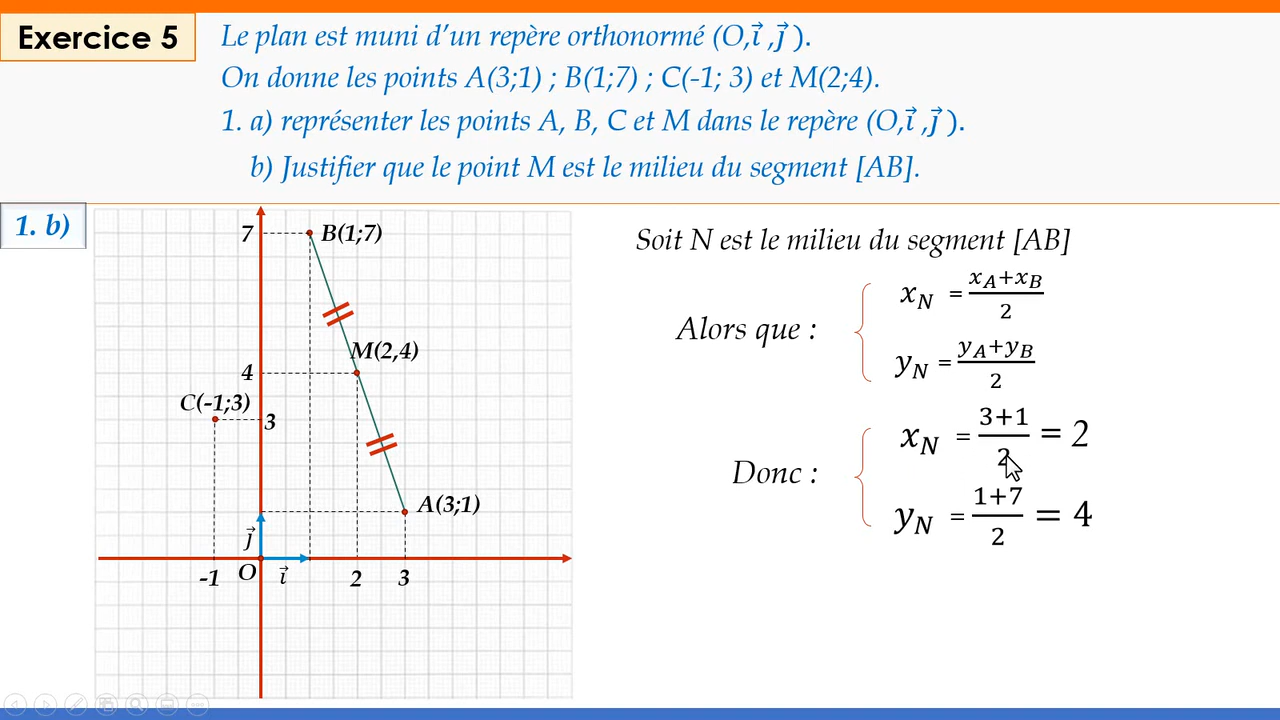 Exercice 5
Le plan est muni d’un repère orthonormé (O,i⃗ ,j⃗ ).
On donne les points A(3;1) ; B(1;7) ; C(-1; 3) et M(2;4).
1. a) représenter les points A, B, C et M dans le repère (O,i⃗ ,j⃗ ).
b) Justifier que le point M est le milieu du segment [AB].
1. b)
7
B(1;7)
M(2,4)
4
C(-1;3)
3
A(3;1)
j⃗
-1
O
i⃗
2
3
Soit N est le milieu du segment [AB]
Alors que :
x_N = (x_A+x_B)/2
y_N = (y_A+y_B)/2
Donc :
x_N = (3+1)/2 = 2
y_N = (1+7)/2 = 4